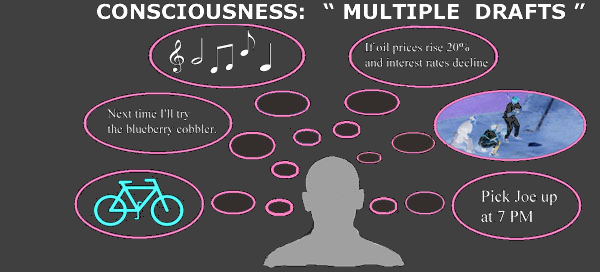 CONSCIOUSNESS: “ MULTIPLE DRAFTS ”
If oil prices rise 20%
and interest rates decline
Next time I'll try
the blueberry cobbler.
Pick Joe up
at 7 PM